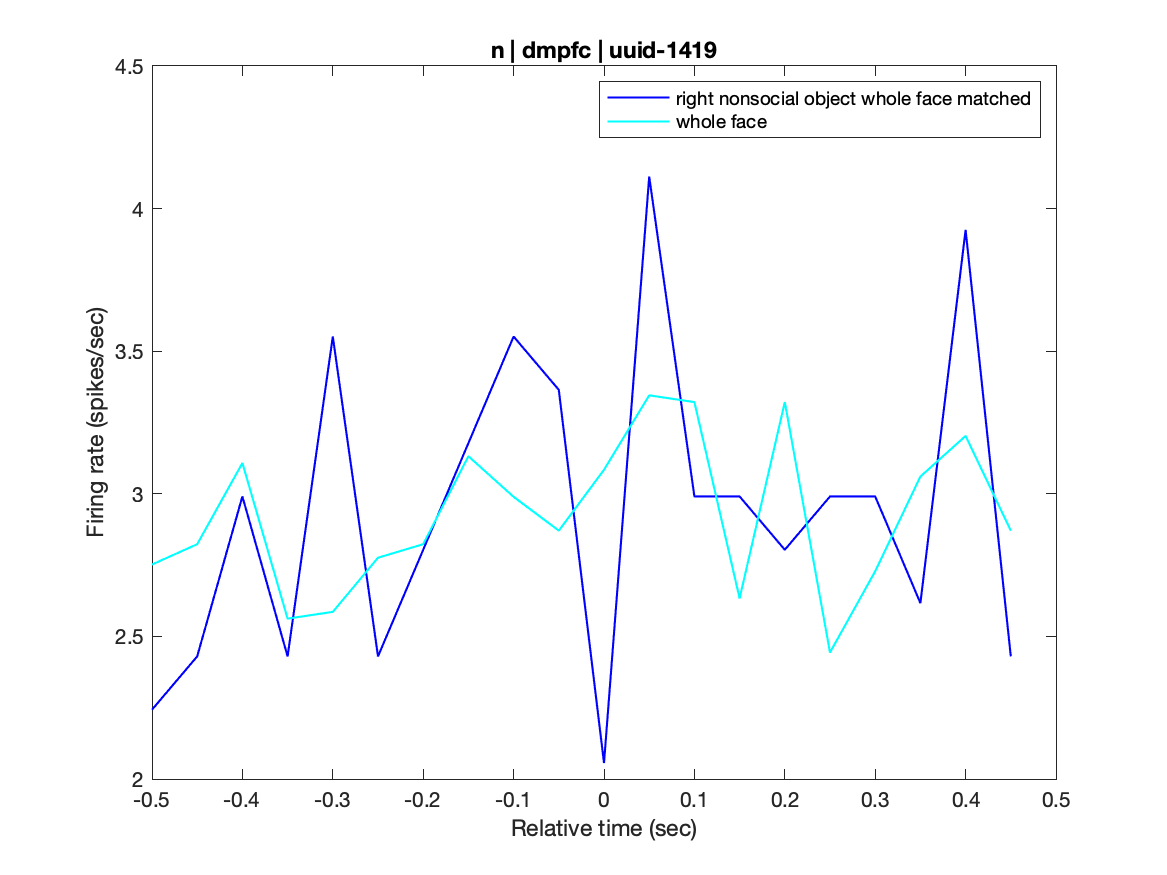 n | dmpfc | uuid-1419
right nonsocial object whole face matched
whole face
Firing rate (spikes/sec)
4.5
4
3.5
3
2.5
2
-0.5 -0.4 -0.3 -0.2 -0.1 0 0.1 0.2 0.3 0.4 0.5
Relative time (sec)